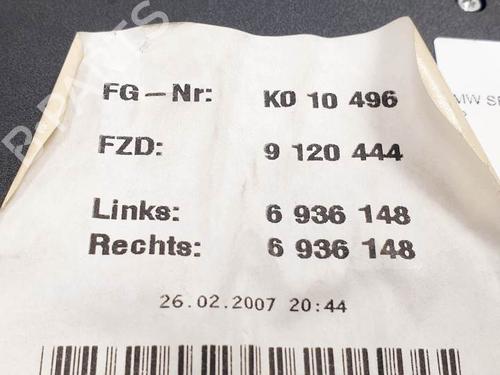 FG-Nr: K0 10 496
FZD: 9 120 444
Links: 6 936 148
Rechts: 6 936 148
26.02.2007 20:44
B-PARTS